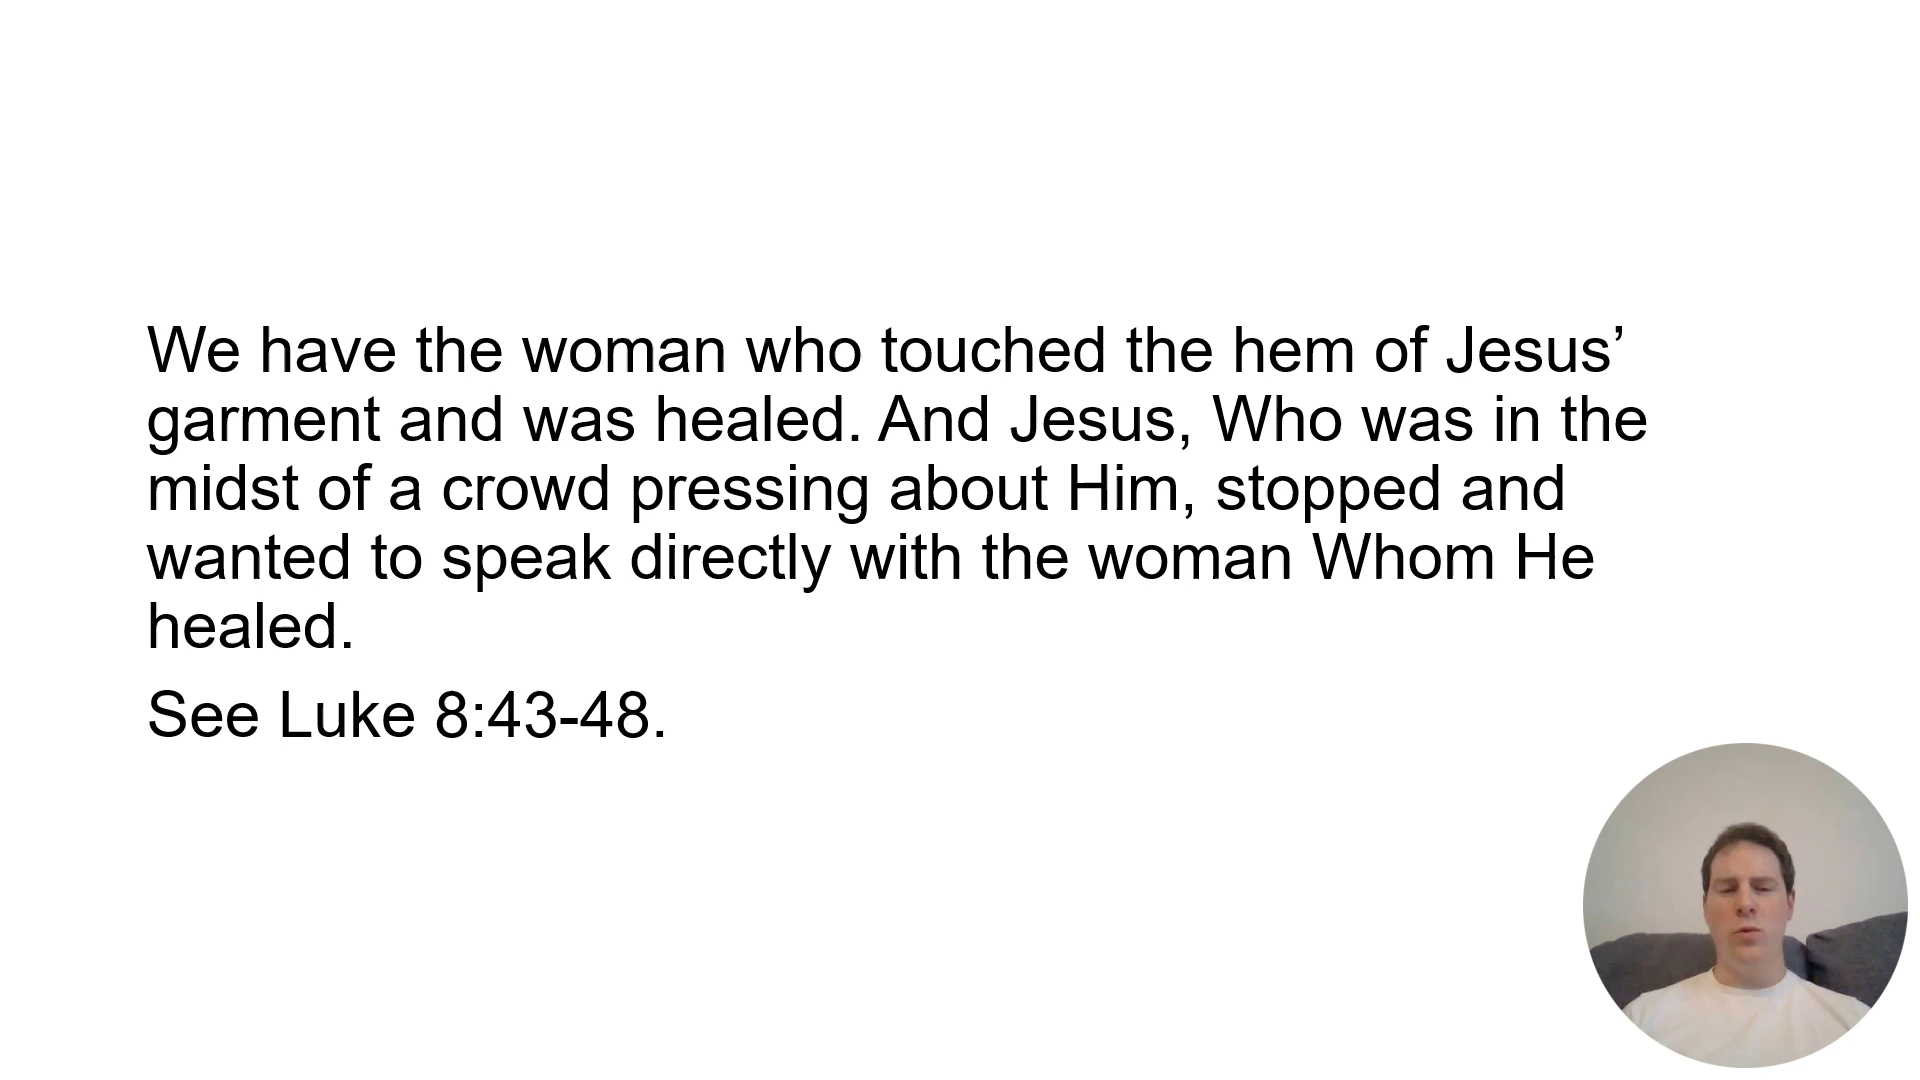 We have the woman who touched the hem of Jesus’
garment and was healed. And Jesus, Who was in the
midst of a crowd pressing about Him, stopped and
wanted to speak directly with the woman Whom He
healed.
See Luke 8:43-48.